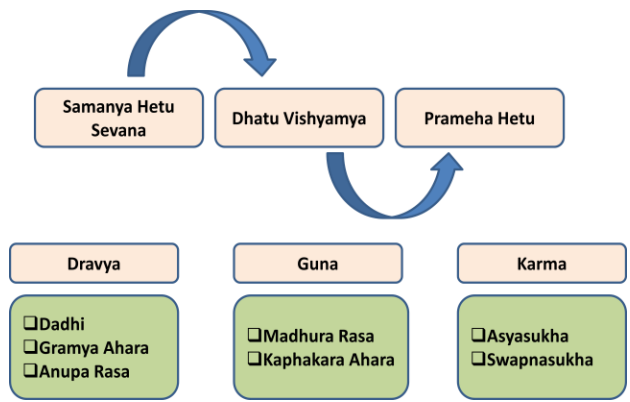 Samanya Hetu
Sevana
Dhatu Vishyamya
Prameha Hetu
Dravya
Guna
Karma
❑Dadhi
❑Gramya Ahara
❑Anupa Rasa
❑Madhura Rasa
❑Kaphakara Ahara
❑Asyasukha
❑Swapnasukha